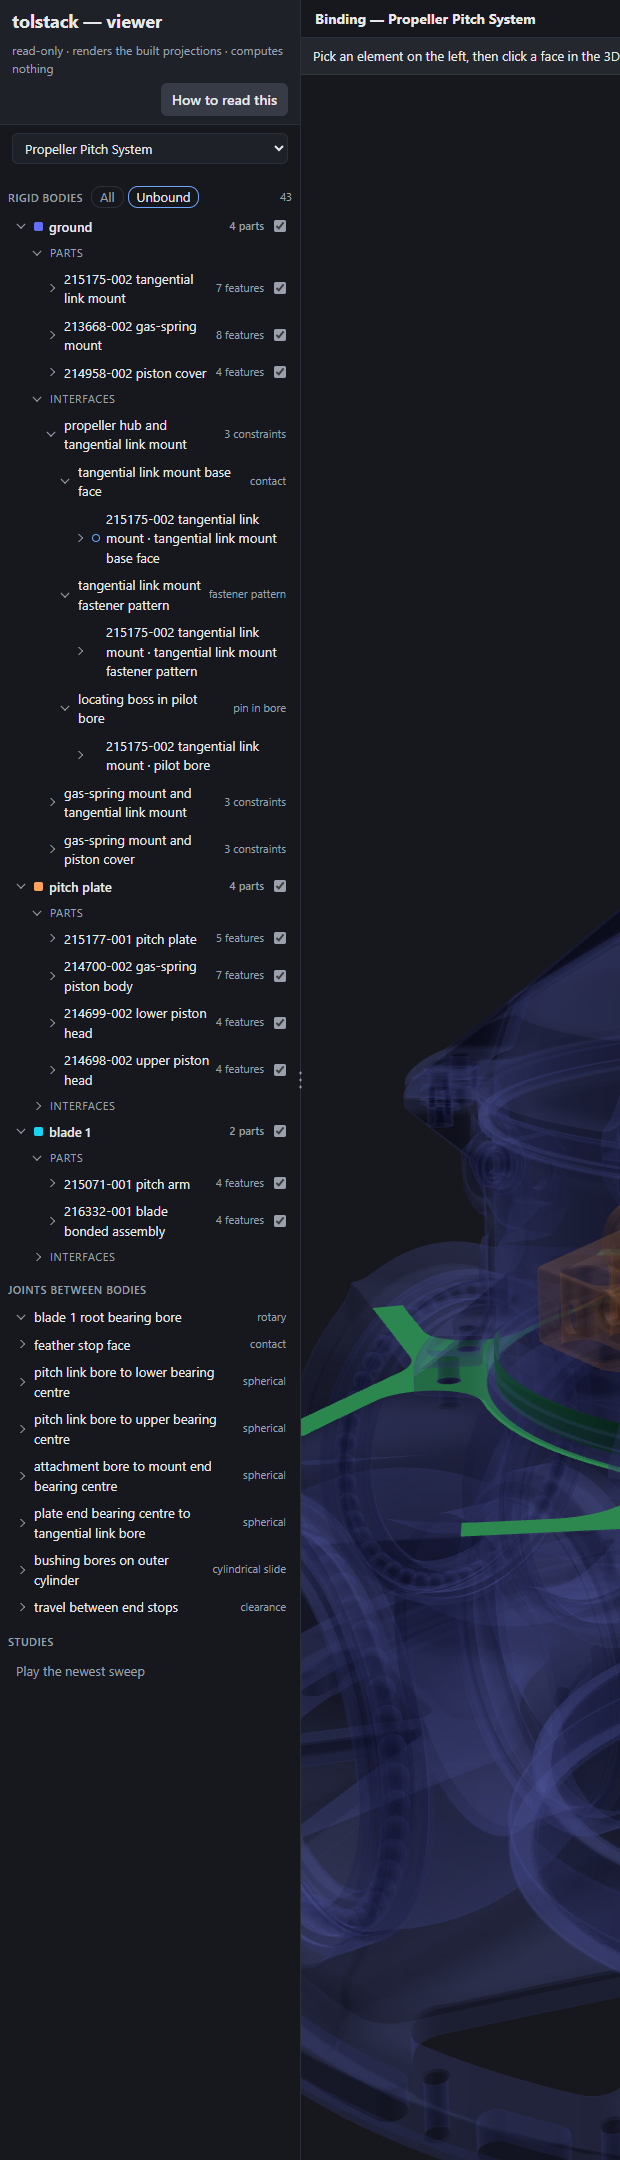 tolstack — viewer
read-only · renders the built projections · computes
nothing
How to read this
Propeller Pitch System
RIGID BODIES All Unbound 43
ground 4 parts
PARTS
215175-002 tangential
link mount 7 features
213668-002 gas-spring
mount 8 features
214958-002 piston cover 4 features
INTERFACES
propeller hub and
tangential link mount 3 constraints
tangential link mount base
face contact
215175-002 tangential link
mount · tangential link mount
base face
tangential link mount
fastener pattern fastener pattern
215175-002 tangential link
mount · tangential link mount
fastener pattern
locating boss in pilot
bore pin in bore
215175-002 tangential link
mount · pilot bore
gas-spring mount and
tangential link mount 3 constraints
gas-spring mount and
piston cover 3 constraints
pitch plate 4 parts
PARTS
215177-001 pitch plate 5 features
214700-002 gas-spring
piston body 7 features
214699-002 lower piston
head 4 features
214698-002 upper piston
head 4 features
INTERFACES
blade 1 2 parts
PARTS
215071-001 pitch arm 4 features
216332-001 blade
bonded assembly 4 features
INTERFACES
JOINTS BETWEEN BODIES
blade 1 root bearing bore rotary
feather stop face contact
pitch link bore to lower bearing
centre spherical
pitch link bore to upper bearing
centre spherical
attachment bore to mount end
bearing centre spherical
plate end bearing centre to
tangential link bore spherical
bushing bores on outer
cylinder cylindrical slide
travel between end stops clearance
STUDIES
Play the newest sweep
Binding — Propeller Pitch System
Pick an element on the left, then click a face in the 3D